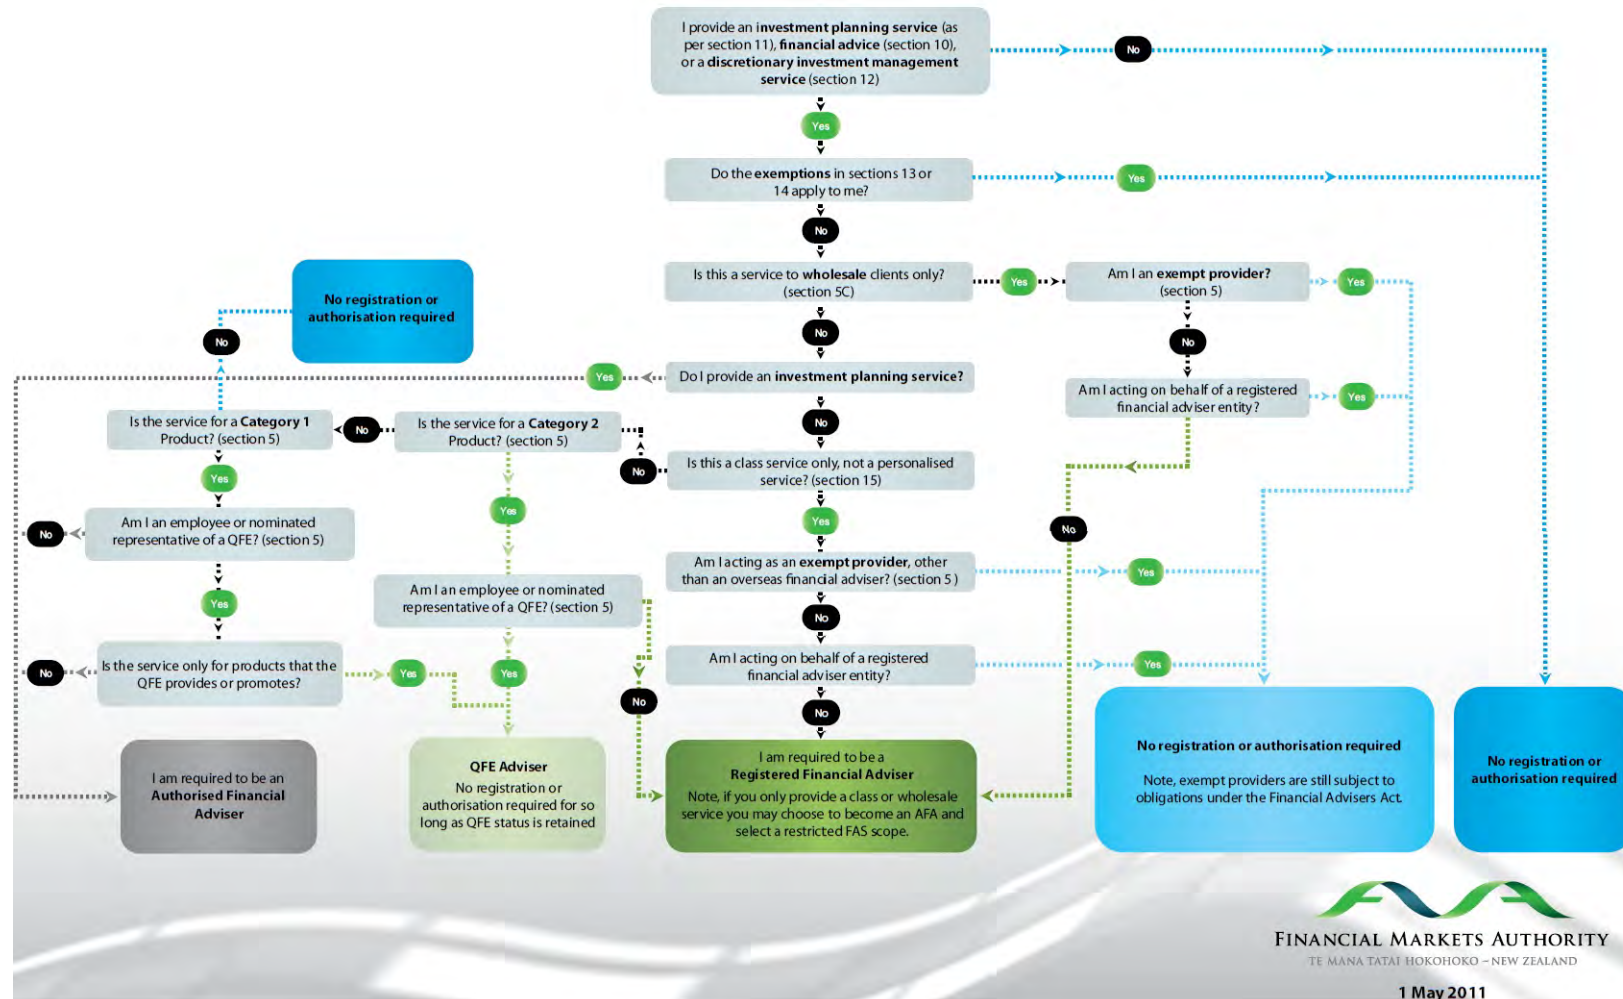 I provide an investment planning service (as
per section 11), financial advice (section 10),
or a discretionary investment management
service (section 12)
No
Yes
Do the exemptions in sections 13 or
14 apply to me?
Yes
No
Is this a service to wholesale clients only?
(section 5C)
Yes
Am I an exempt provider?
(section 5)
Yes
No registration or
authorisation required
No
No
No
Do I provide an investment planning service?
Yes
Am I acting on behalf of a registered
financial adviser entity?
Yes
No
Is the service for a Category 1
Product? (section 5)
No
Is the service for a Category 2
Product? (section 5)
No
Is this a class service only, not a personalised
service? (section 15)
Yes
Yes
Yes
Am I an employee or nominated
representative of a QFE? (section 5)
No
No
Am I acting as an exempt provider, other
than an overseas financial adviser? (section 5 )
Yes
Am I an employee or nominated
representative of a QFE? (section 5)
Yes
No
Is the service only for products that the
QFE provides or promotes?
No
Yes
Yes
Am I acting on behalf of a registered
financial adviser entity?
Yes
No
No
I am required to be an
Authorised Financial
Adviser
QFE Adviser
No registration or
authorisation required for so
long as QFE status is retained
I am required to be a
Registered Financial Adviser
Note, if you only provide a class or wholesale
service you may choose to become an AFA and
select a restricted FAS scope.
No registration or authorisation required
Note, exempt providers are still subject to
obligations under the Financial Advisers Act.
No registration or
authorisation required
FINANCIAL MARKETS AUTHORITY
TE MANA TATAI HOKOHOKO – NEW ZEALAND
1 May 2011